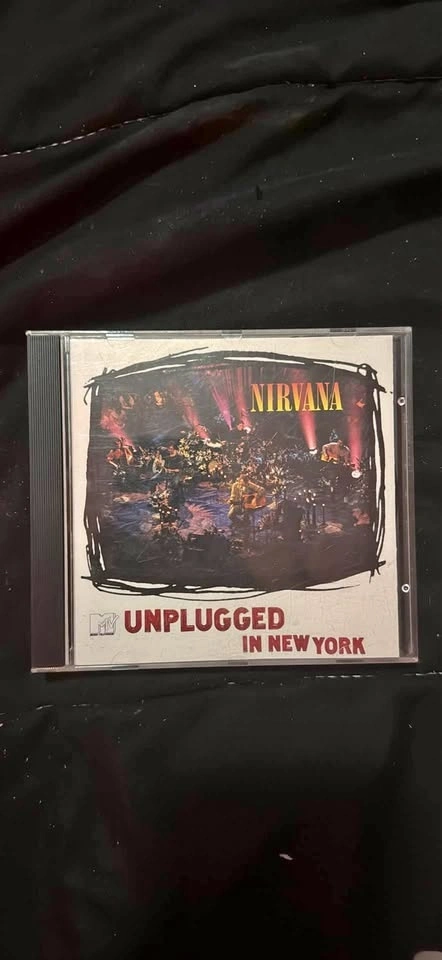 NIRVANA
MTV UNPLUGGED
IN NEW YORK